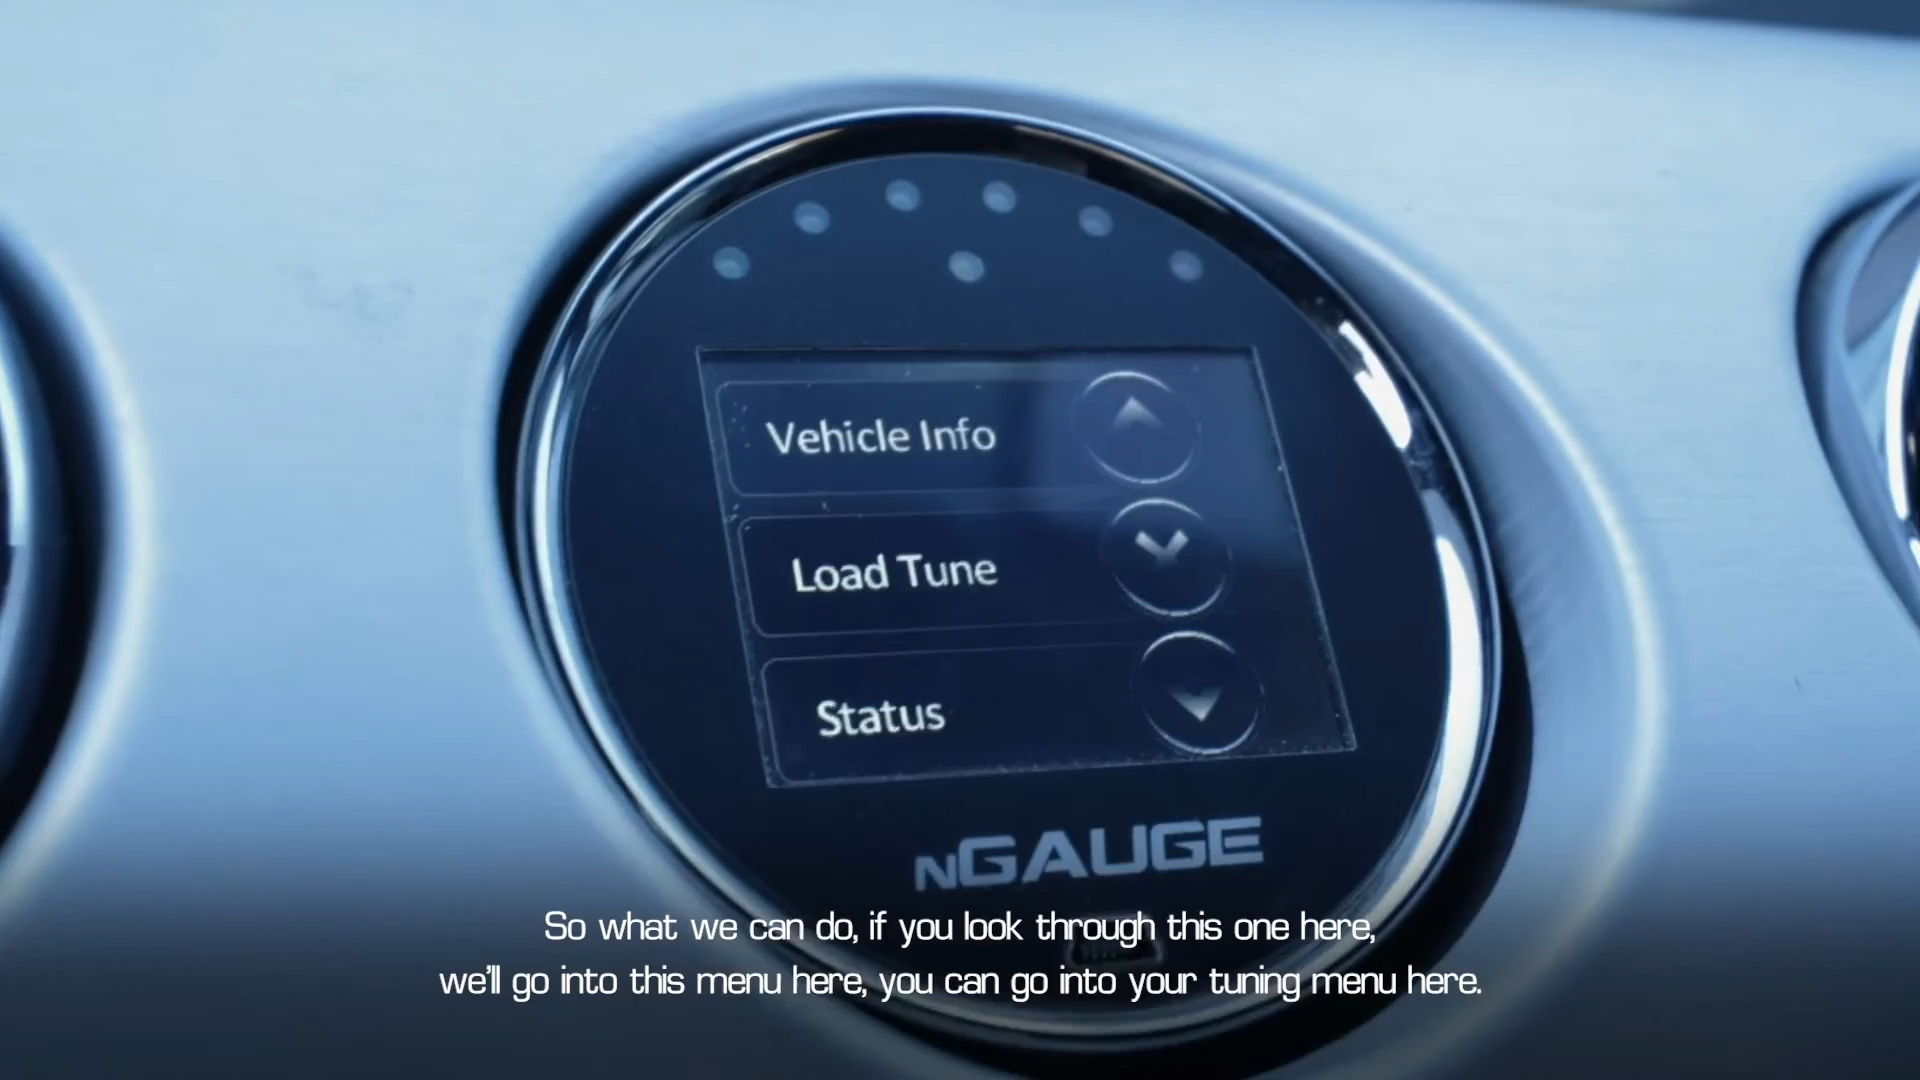 Vehicle Info
Load Tune
Status
nGAUGE
So what we can do, if you look through this one here,
we'll go into this menu here, you can go into your tuning menu here.